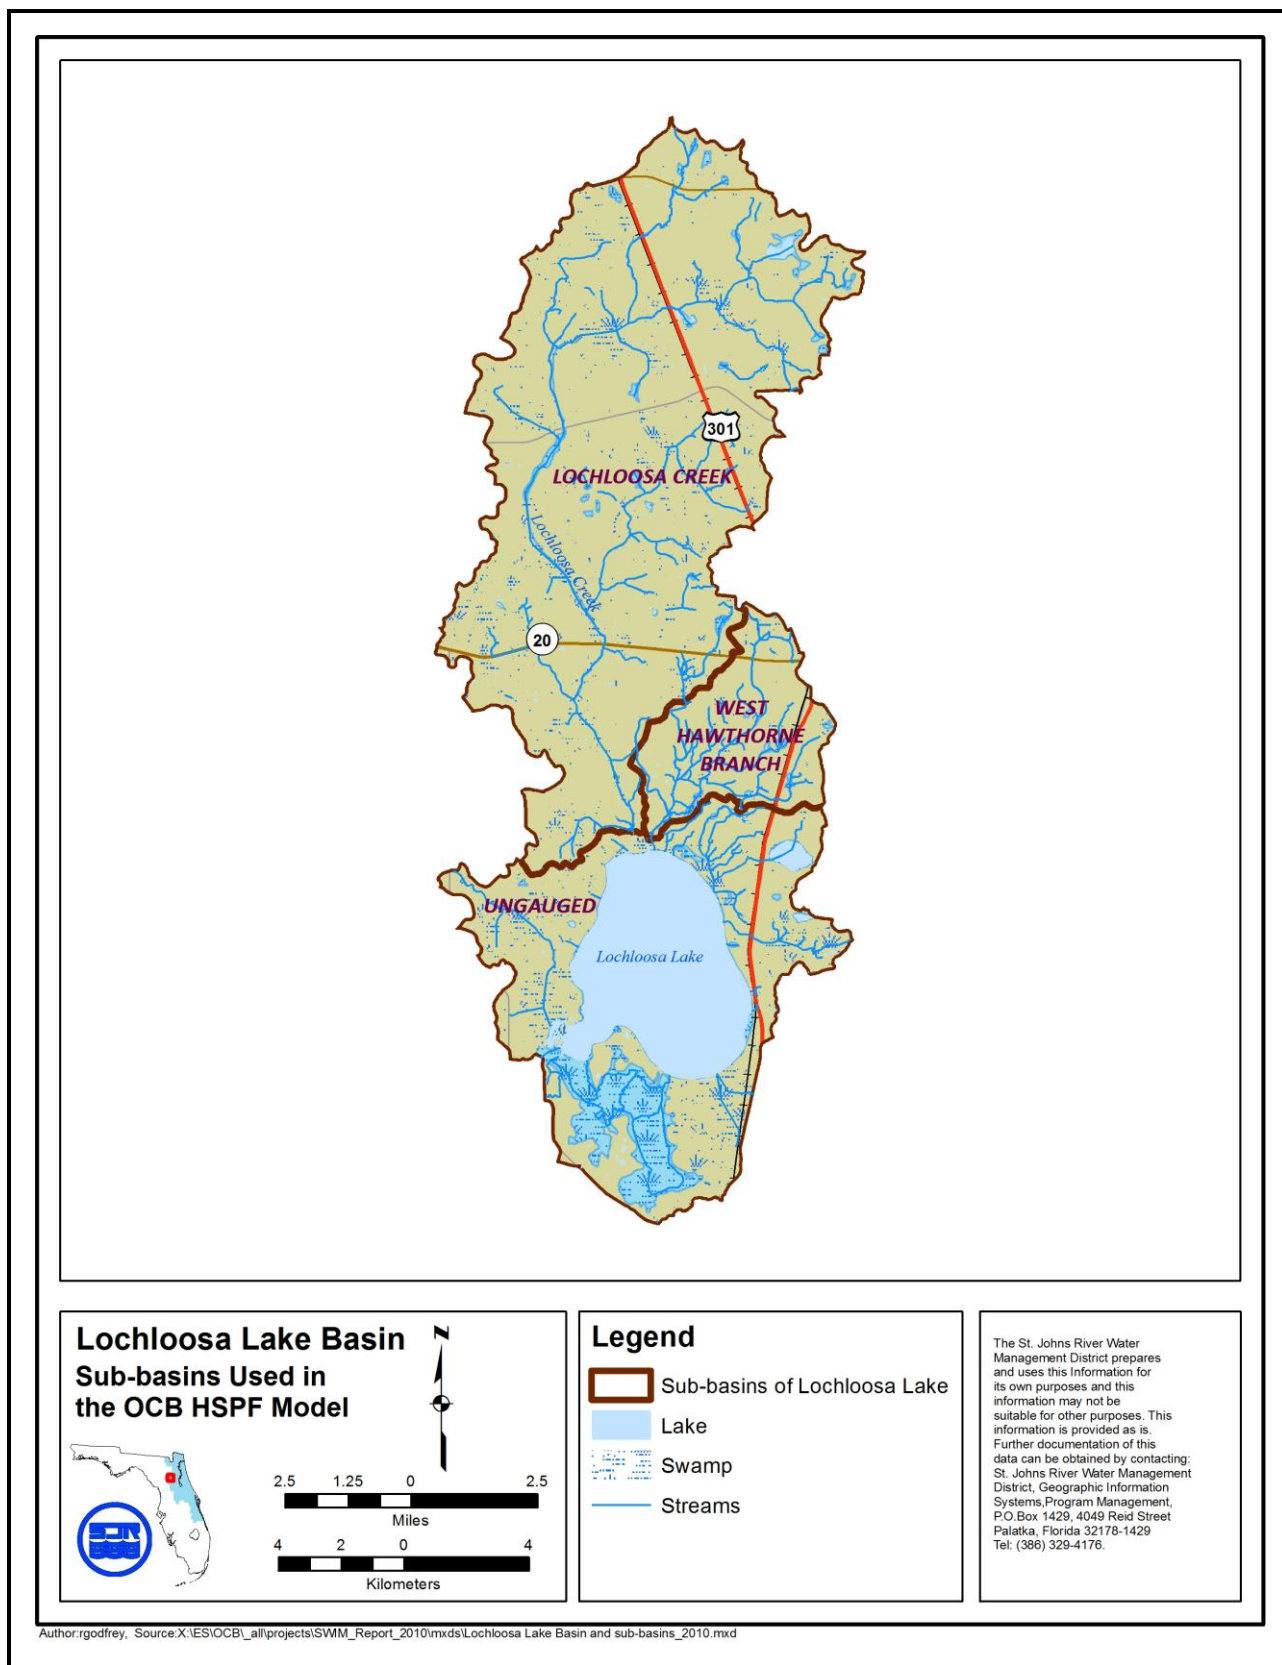 301
LOCHLOOSA CREEK
Lochloosa Creek
20
WEST
HAWTHORNE
BRANCH
UNGAUGED
Lochloosa Lake
Lochloosa Lake Basin
Sub-basins Used in
the OCB HSPF Model
N
2.5 1.25 0 2.5
Miles
4 2 0 4
Kilometers
SJR
Legend
Sub-basins of Lochloosa Lake
Lake
Swamp
Streams
The St. Johns River Water
Management District prepares
and uses this Information for
its own purposes and this
information may not be
suitable for other purposes. This
information is provided as is.
Further documentation of this
data can be obtained by contacting:
St. Johns River Water Management
District, Geographic Information
Systems,Program Management,
P.O.Box 1429, 4049 Reid Street
Palatka, Florida 32178-1429
Tel: (386) 329-4176.
Author:rgodfrey, Source:X:\ES\OCB\_all\projects\SWIM_Report_2010\mxds\Lochloosa Lake Basin and sub-basins_2010.mxd